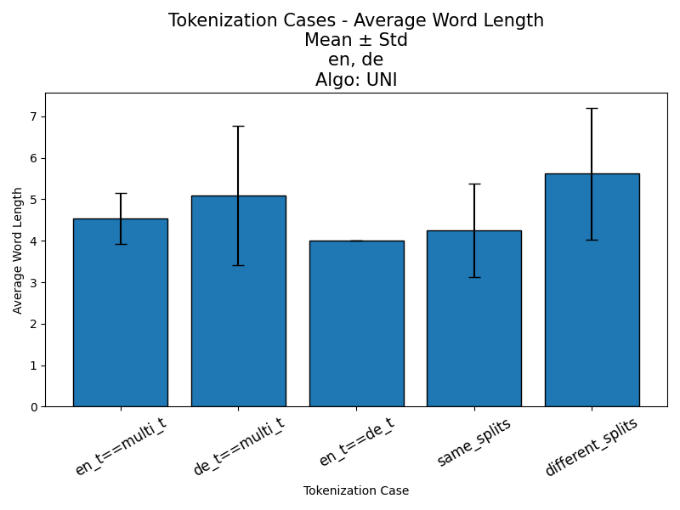 Tokenization Cases - Average Word Length
Mean ± Std
en, de
Algo: UNI
Average Word Length
7
6
5
4
3
2
1
0
en_t==multi_t
de_t==multi_t
en_t==de_t
same_splits
different_splits
Tokenization Case